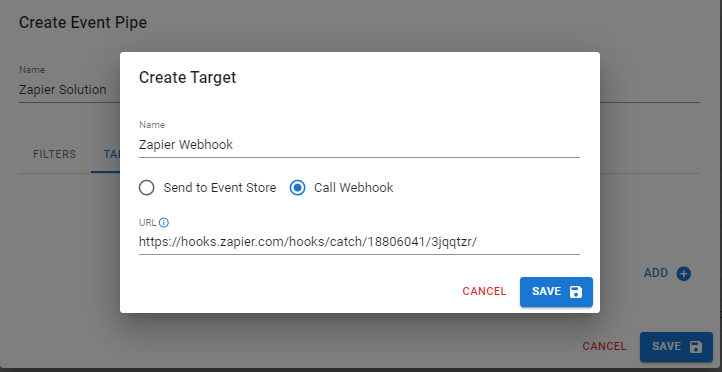 Create Event Pipe
Name
Zapier Solution
FILTERS
TA
Create Target
Name
Zapier Webhook
Send to Event Store
Call Webhook
URL
https://hooks.zapier.com/hooks/catch/18806041/3jqqtzr/
CANCEL
SAVE
ADD
CANCEL
SAVE